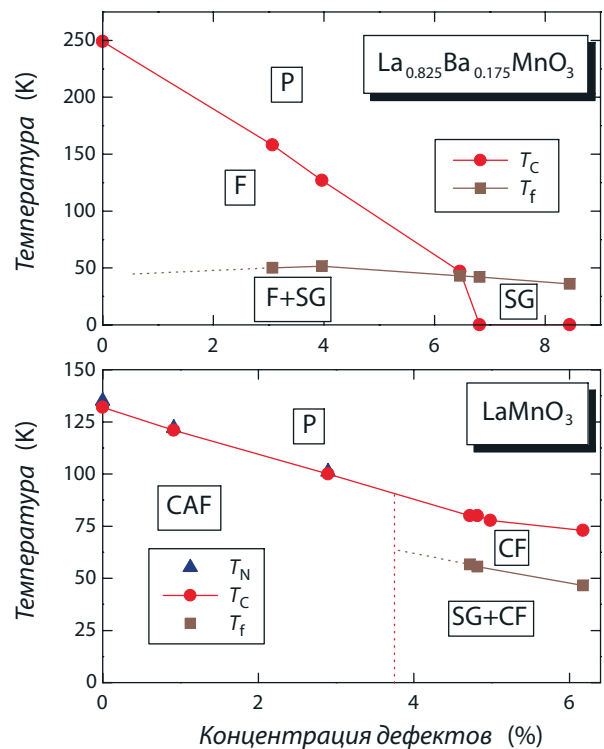 Температура (K)
250
200
150
100
50
0
P
La0.825Ba0.175MnO3
F
TC
Tf
F+SG
SG
0 2 4 6 8
Температура (K)
150
125
100
75
50
25
0
P
LaMnO3
CAF
TN
TC
Tf
CF
SG+CF
0 2 4 6
Концентрация дефектов (%)